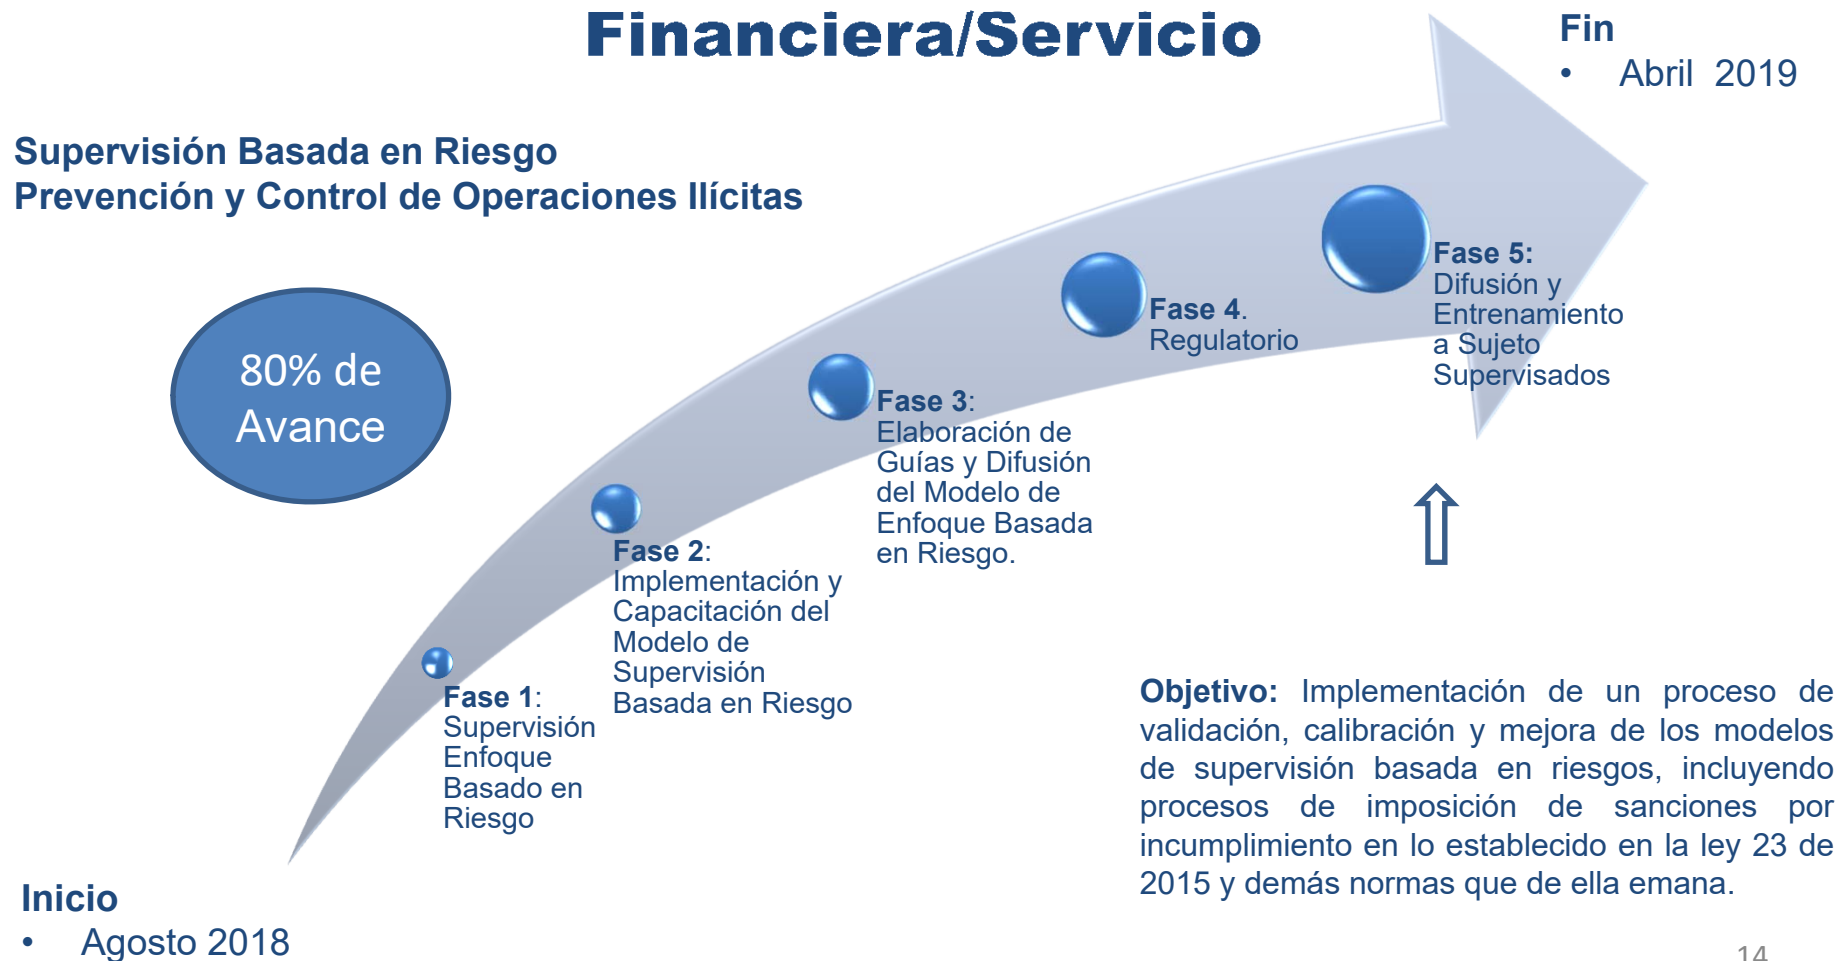 Financiera/Servicio
Fin
• Abril 2019
Supervisión Basada en Riesgo
Prevención y Control de Operaciones Ilícitas
80% de
Avance
Fase 5:
Difusión y
Entrenamiento
a Sujeto
Supervisados
Fase 4.
Regulatorio
Fase 3:
Elaboración de
Guías y Difusión
del Modelo de
Enfoque Basada
en Riesgo.
Fase 2:
Implementación y
Capacitación del
Modelo de
Supervisión
Basada en Riesgo
Fase 1:
Supervisión
Enfoque
Basado en
Riesgo
Objetivo: Implementación de un proceso de
validación, calibración y mejora de los modelos
de supervisión basada en riesgos, incluyendo
procesos de imposición de sanciones por
incumplimiento en lo establecido en la ley 23 de
2015 y demás normas que de ella emana.
Inicio
• Agosto 2018
14